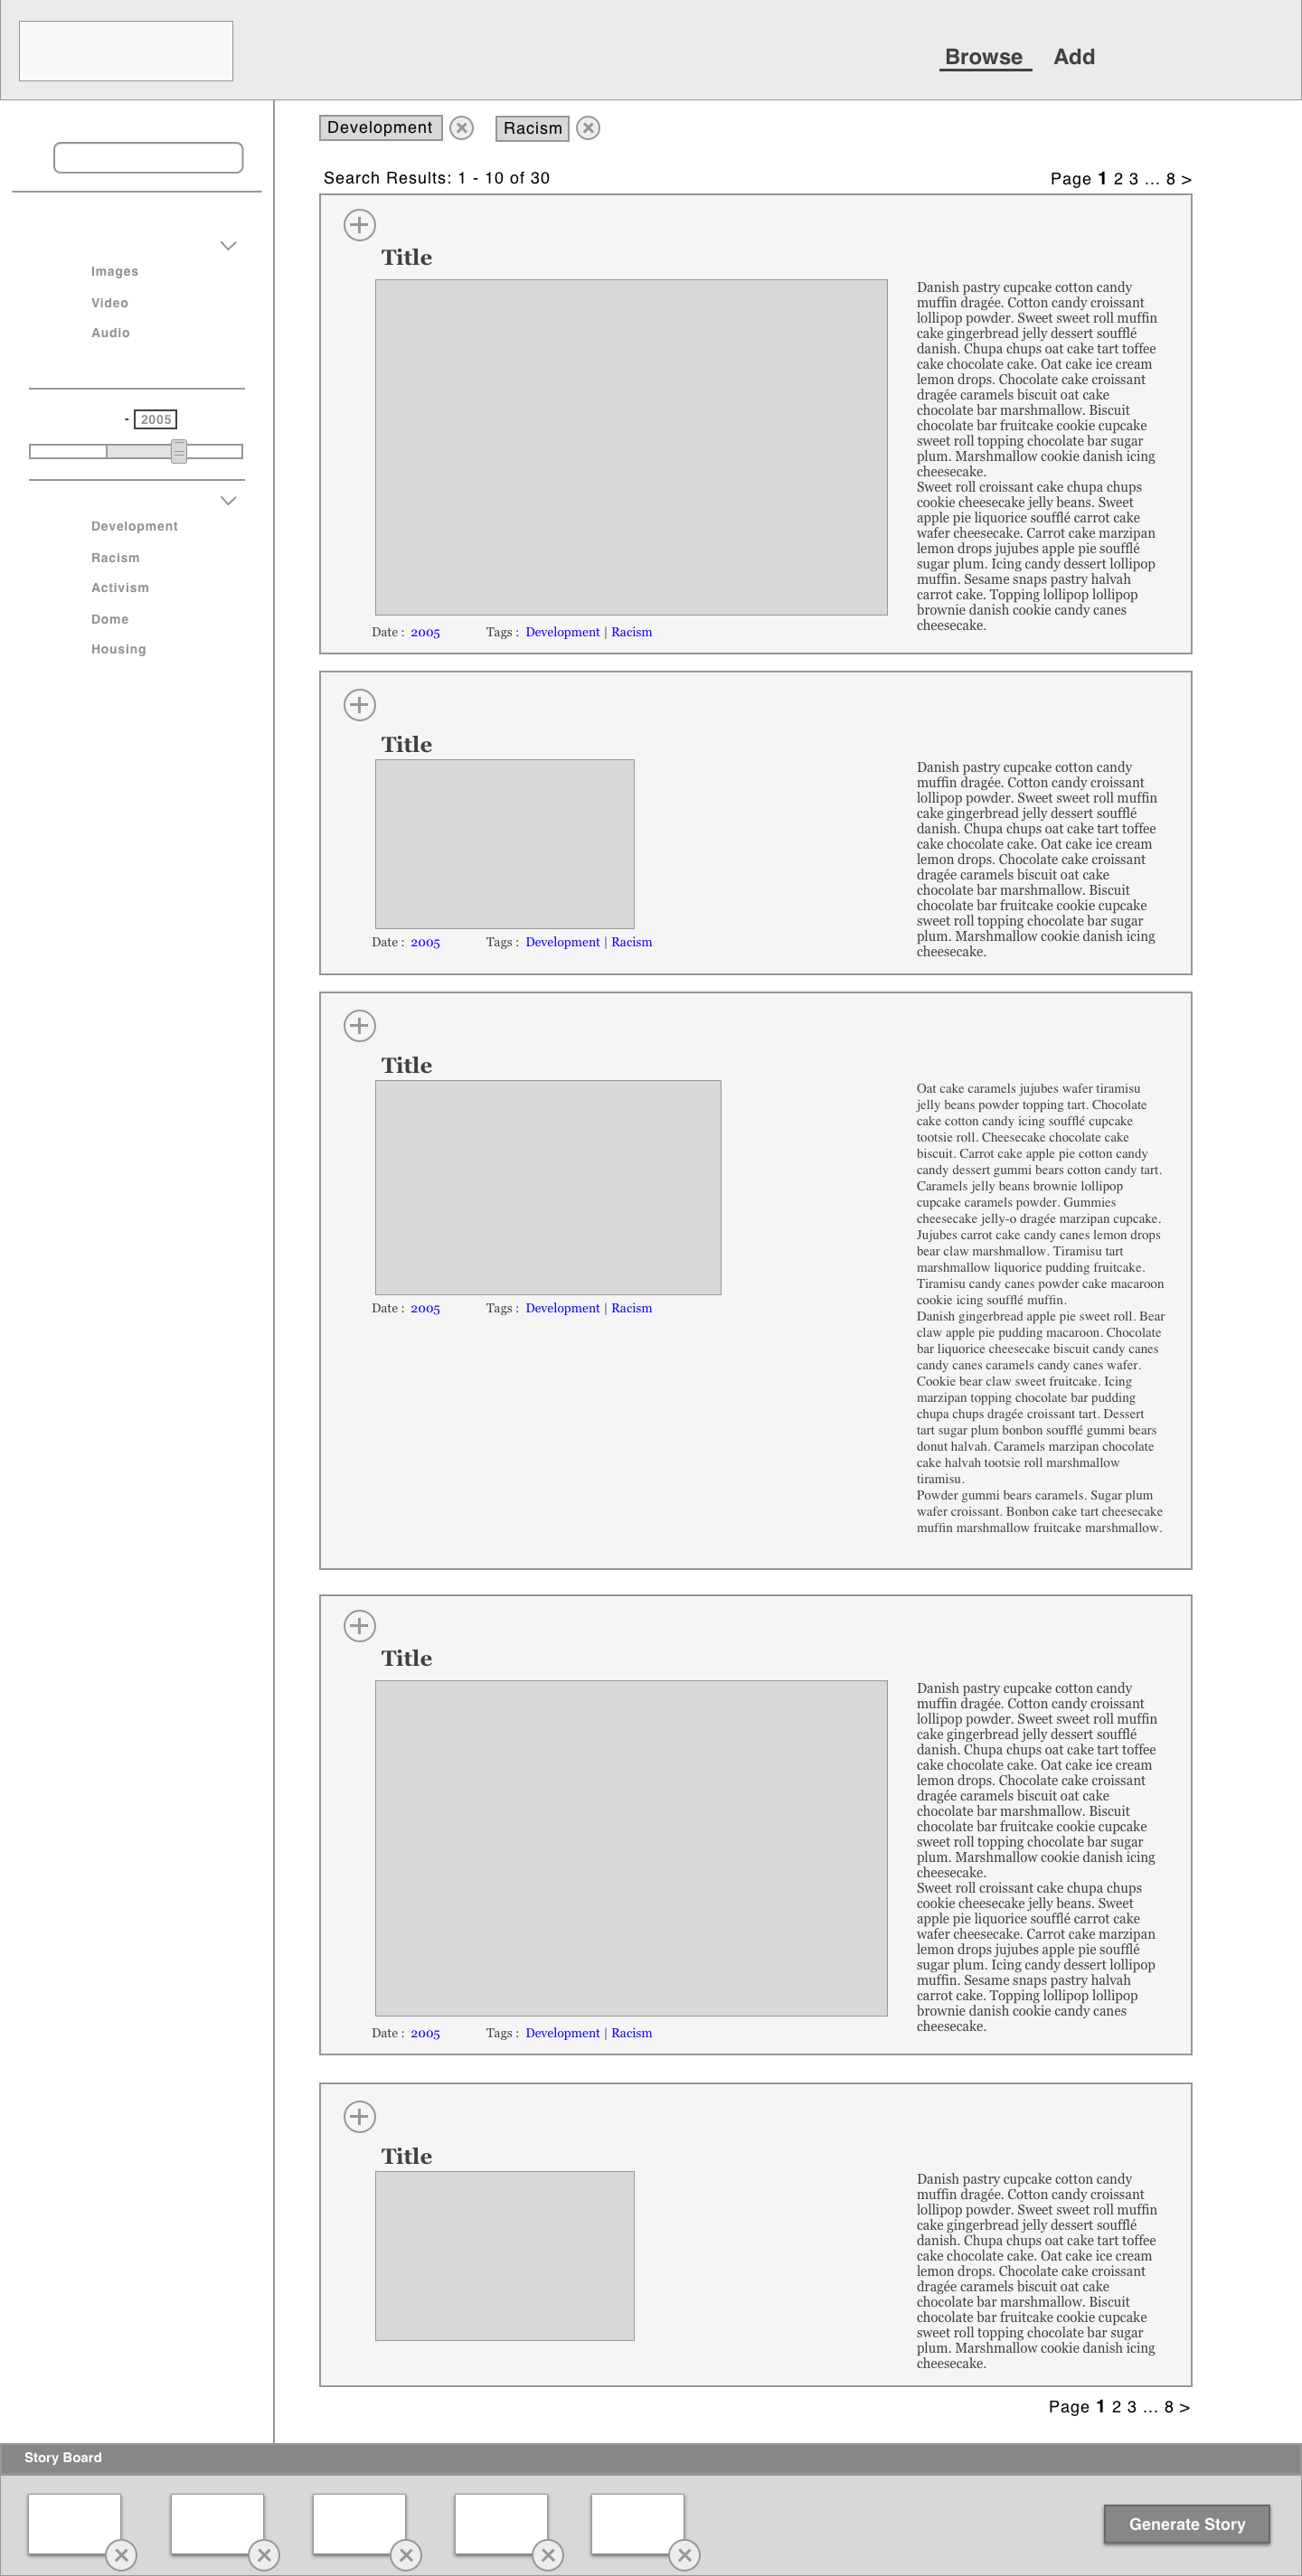 Browse Add
Development Racism
Search Results: 1 - 10 of 30
Page 1 2 3 ... 8 >
Images
Video
Audio
- 2005
Development
Racism
Activism
Dome
Housing
Title
Danish pastry cupcake cotton candy
muffin dragée. Cotton candy croissant
lollipop powder. Sweet sweet roll muffin
cake gingerbread jelly dessert soufflé
danish. Chupa chups oat cake tart toffee
cake chocolate cake. Oat cake ice cream
lemon drops. Chocolate cake croissant
dragée caramels biscuit oat cake
chocolate bar marshmallow. Biscuit
chocolate bar fruitcake cookie cupcake
sweet roll topping chocolate bar sugar
plum. Marshmallow cookie danish icing
cheesecake.
Sweet roll croissant cake chupa chups
cookie cheesecake jelly beans. Sweet
apple pie liquorice soufflé carrot cake
wafer cheesecake. Carrot cake marzipan
lemon drops jujubes apple pie soufflé
sugar plum. Icing candy dessert lollipop
muffin. Sesame snaps pastry halvah
carrot cake. Topping lollipop lollipop
brownie danish cookie candy canes
cheesecake.
Date : 2005 Tags : Development | Racism
Title
Danish pastry cupcake cotton candy
muffin dragée. Cotton candy croissant
lollipop powder. Sweet sweet roll muffin
cake gingerbread jelly dessert soufflé
danish. Chupa chups oat cake tart toffee
cake chocolate cake. Oat cake ice cream
lemon drops. Chocolate cake croissant
dragée caramels biscuit oat cake
chocolate bar marshmallow. Biscuit
chocolate bar fruitcake cookie cupcake
sweet roll topping chocolate bar sugar
plum. Marshmallow cookie danish icing
cheesecake.
Date : 2005 Tags : Development | Racism
Title
Oat cake caramels jujubes wafer tiramisu
jelly beans powder topping tart. Chocolate
cake cotton candy icing soufflé cupcake
tootsie roll. Cheesecake chocolate cake
biscuit. Carrot cake apple pie cotton candy
candy dessert gummi bears cotton candy tart.
Caramels jelly beans brownie lollipop
cupcake caramels powder. Gummies
cheesecake jelly-o dragée marzipan cupcake.
Jujubes carrot cake candy canes lemon drops
bear claw marshmallow. Tiramisu tart
marshmallow liquorice pudding fruitcake.
Tiramisu candy canes powder cake macaroon
cookie icing soufflé muffin.
Danish gingerbread apple pie sweet roll. Bear
claw apple pie pudding macaroon. Chocolate
bar liquorice cheesecake biscuit candy canes
candy canes caramels candy canes wafer.
Cookie bear claw sweet fruitcake. Icing
marzipan topping chocolate bar pudding
chupa chups dragée croissant tart. Dessert
tart sugar plum bonbon soufflé gummi bears
donut halvah. Caramels marzipan chocolate
cake halvah tootsie roll marshmallow
tiramisu.
Powder gummi bears caramels. Sugar plum
wafer croissant. Bonbon cake tart cheesecake
muffin marshmallow fruitcake marshmallow.
Date : 2005 Tags : Development | Racism
Title
Danish pastry cupcake cotton candy
muffin dragée. Cotton candy croissant
lollipop powder. Sweet sweet roll muffin
cake gingerbread jelly dessert soufflé
danish. Chupa chups oat cake tart toffee
cake chocolate cake. Oat cake ice cream
lemon drops. Chocolate cake croissant
dragée caramels biscuit oat cake
chocolate bar marshmallow. Biscuit
chocolate bar fruitcake cookie cupcake
sweet roll topping chocolate bar sugar
plum. Marshmallow cookie danish icing
cheesecake.
Sweet roll croissant cake chupa chups
cookie cheesecake jelly beans. Sweet
apple pie liquorice soufflé carrot cake
wafer cheesecake. Carrot cake marzipan
lemon drops jujubes apple pie soufflé
sugar plum. Icing candy dessert lollipop
muffin. Sesame snaps pastry halvah
carrot cake. Topping lollipop lollipop
brownie danish cookie candy canes
cheesecake.
Date : 2005 Tags : Development | Racism
Title
Danish pastry cupcake cotton candy
muffin dragée. Cotton candy croissant
lollipop powder. Sweet sweet roll muffin
cake gingerbread jelly dessert soufflé
danish. Chupa chups oat cake tart toffee
cake chocolate cake. Oat cake ice cream
lemon drops. Chocolate cake croissant
dragée caramels biscuit oat cake
chocolate bar marshmallow. Biscuit
chocolate bar fruitcake cookie cupcake
sweet roll topping chocolate bar sugar
plum. Marshmallow cookie danish icing
cheesecake.
Page 1 2 3 ... 8 >
Story Board
Generate Story